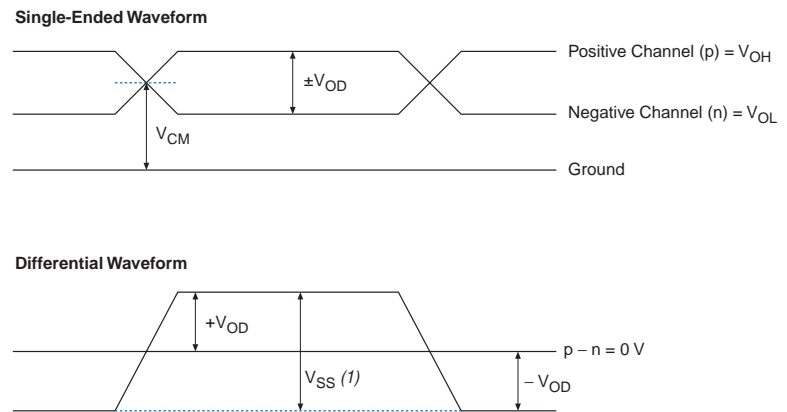 Single-Ended Waveform
Positive Channel (p) = VOH
±VOD
Negative Channel (n) = VOL
VCM
Ground
Differential Waveform
+VOD
p − n = 0 V
VSS (1)
− VOD